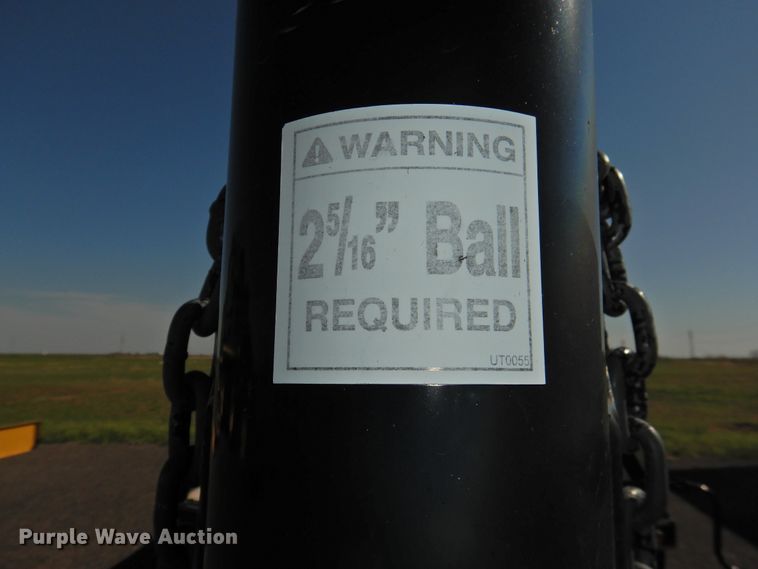 WARNING
2 5/16" Ball
REQUIRED
UT0055
Purple Wave Auction